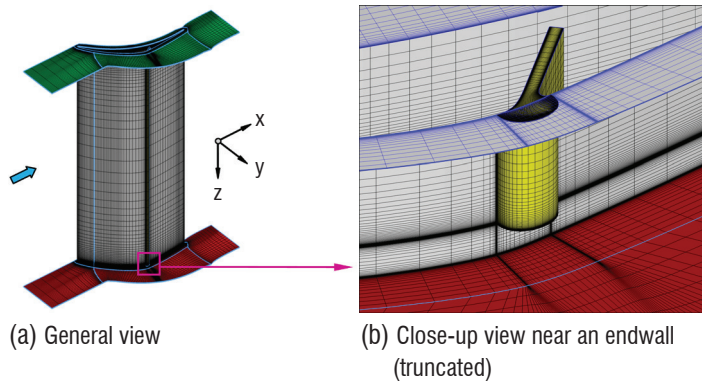 x
y
z
(a) General view
(b) Close-up view near an endwall
(truncated)